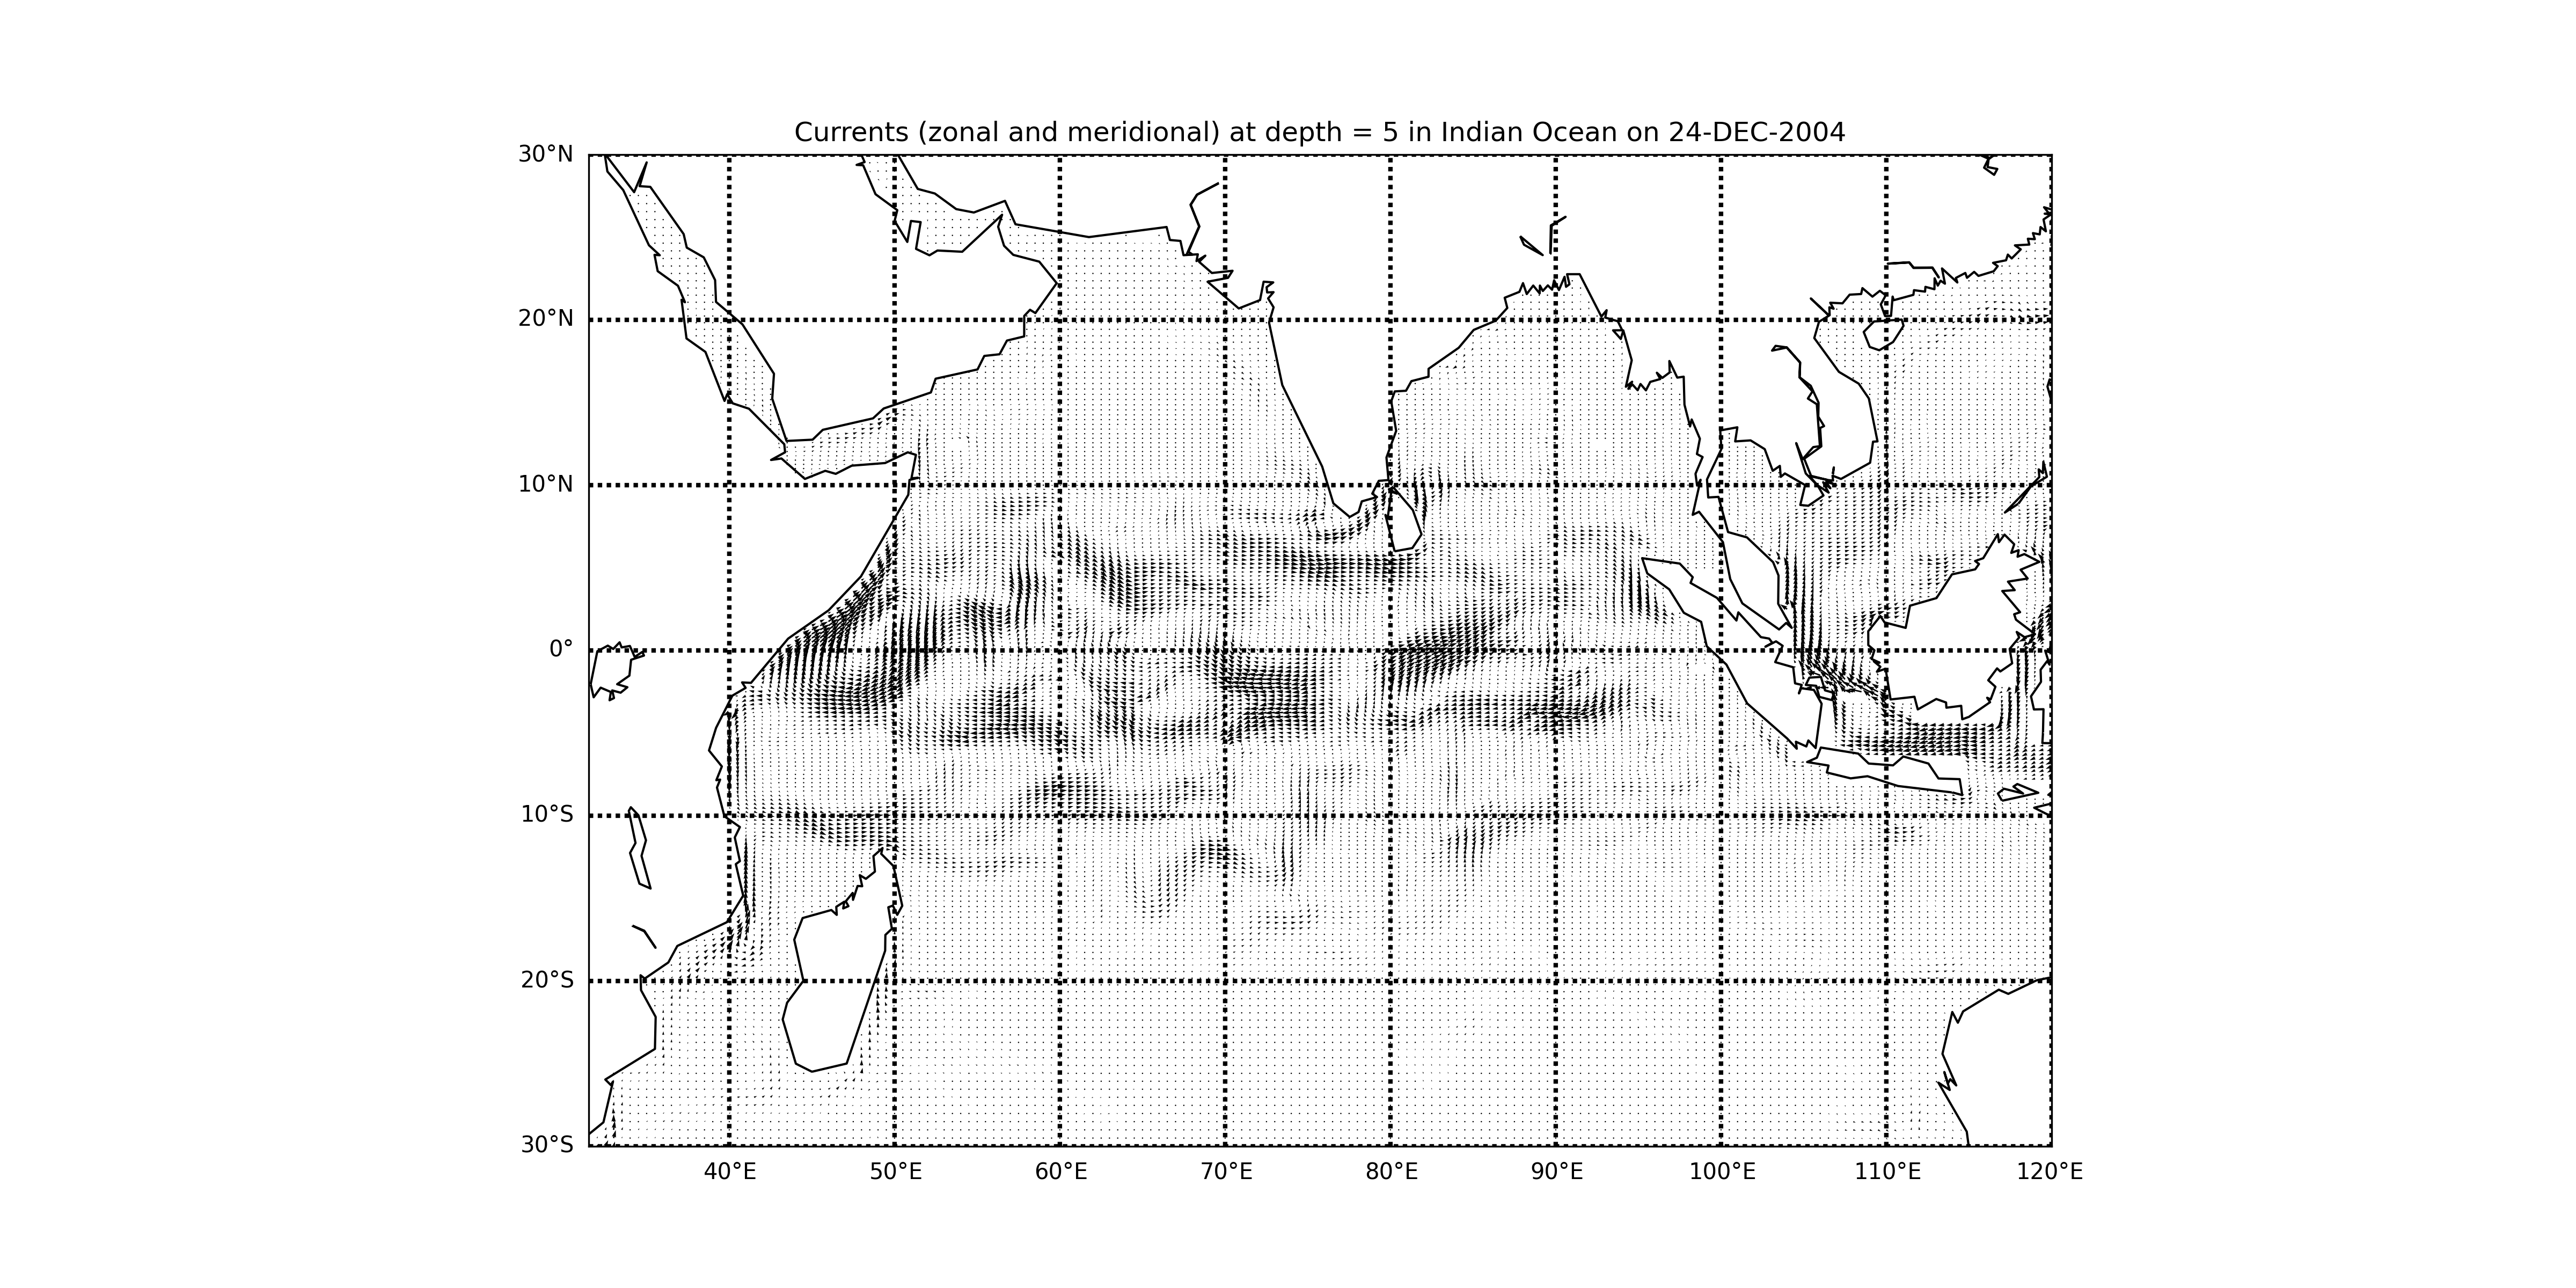 Currents (zonal and meridional) at depth = 5 in Indian Ocean on 24-DEC-2004
30°N
20°N
10°N
0°
10°S
20°S
30°S
40°E 50°E 60°E 70°E 80°E 90°E 100°E 110°E 120°E